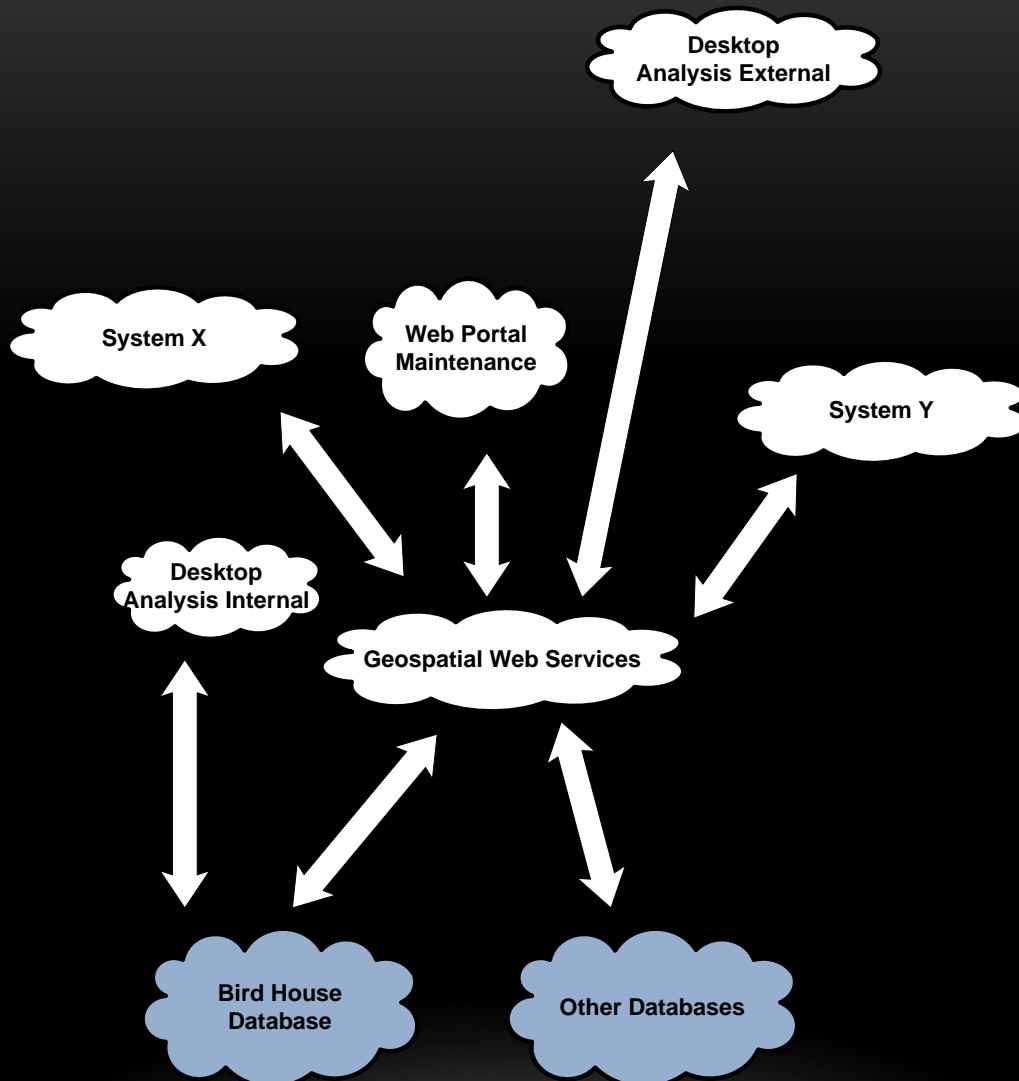 Desktop
Analysis External
System X
Web Portal
Maintenance
System Y
Desktop
Analysis Internal
Geospatial Web Services
Bird House
Database
Other Databases